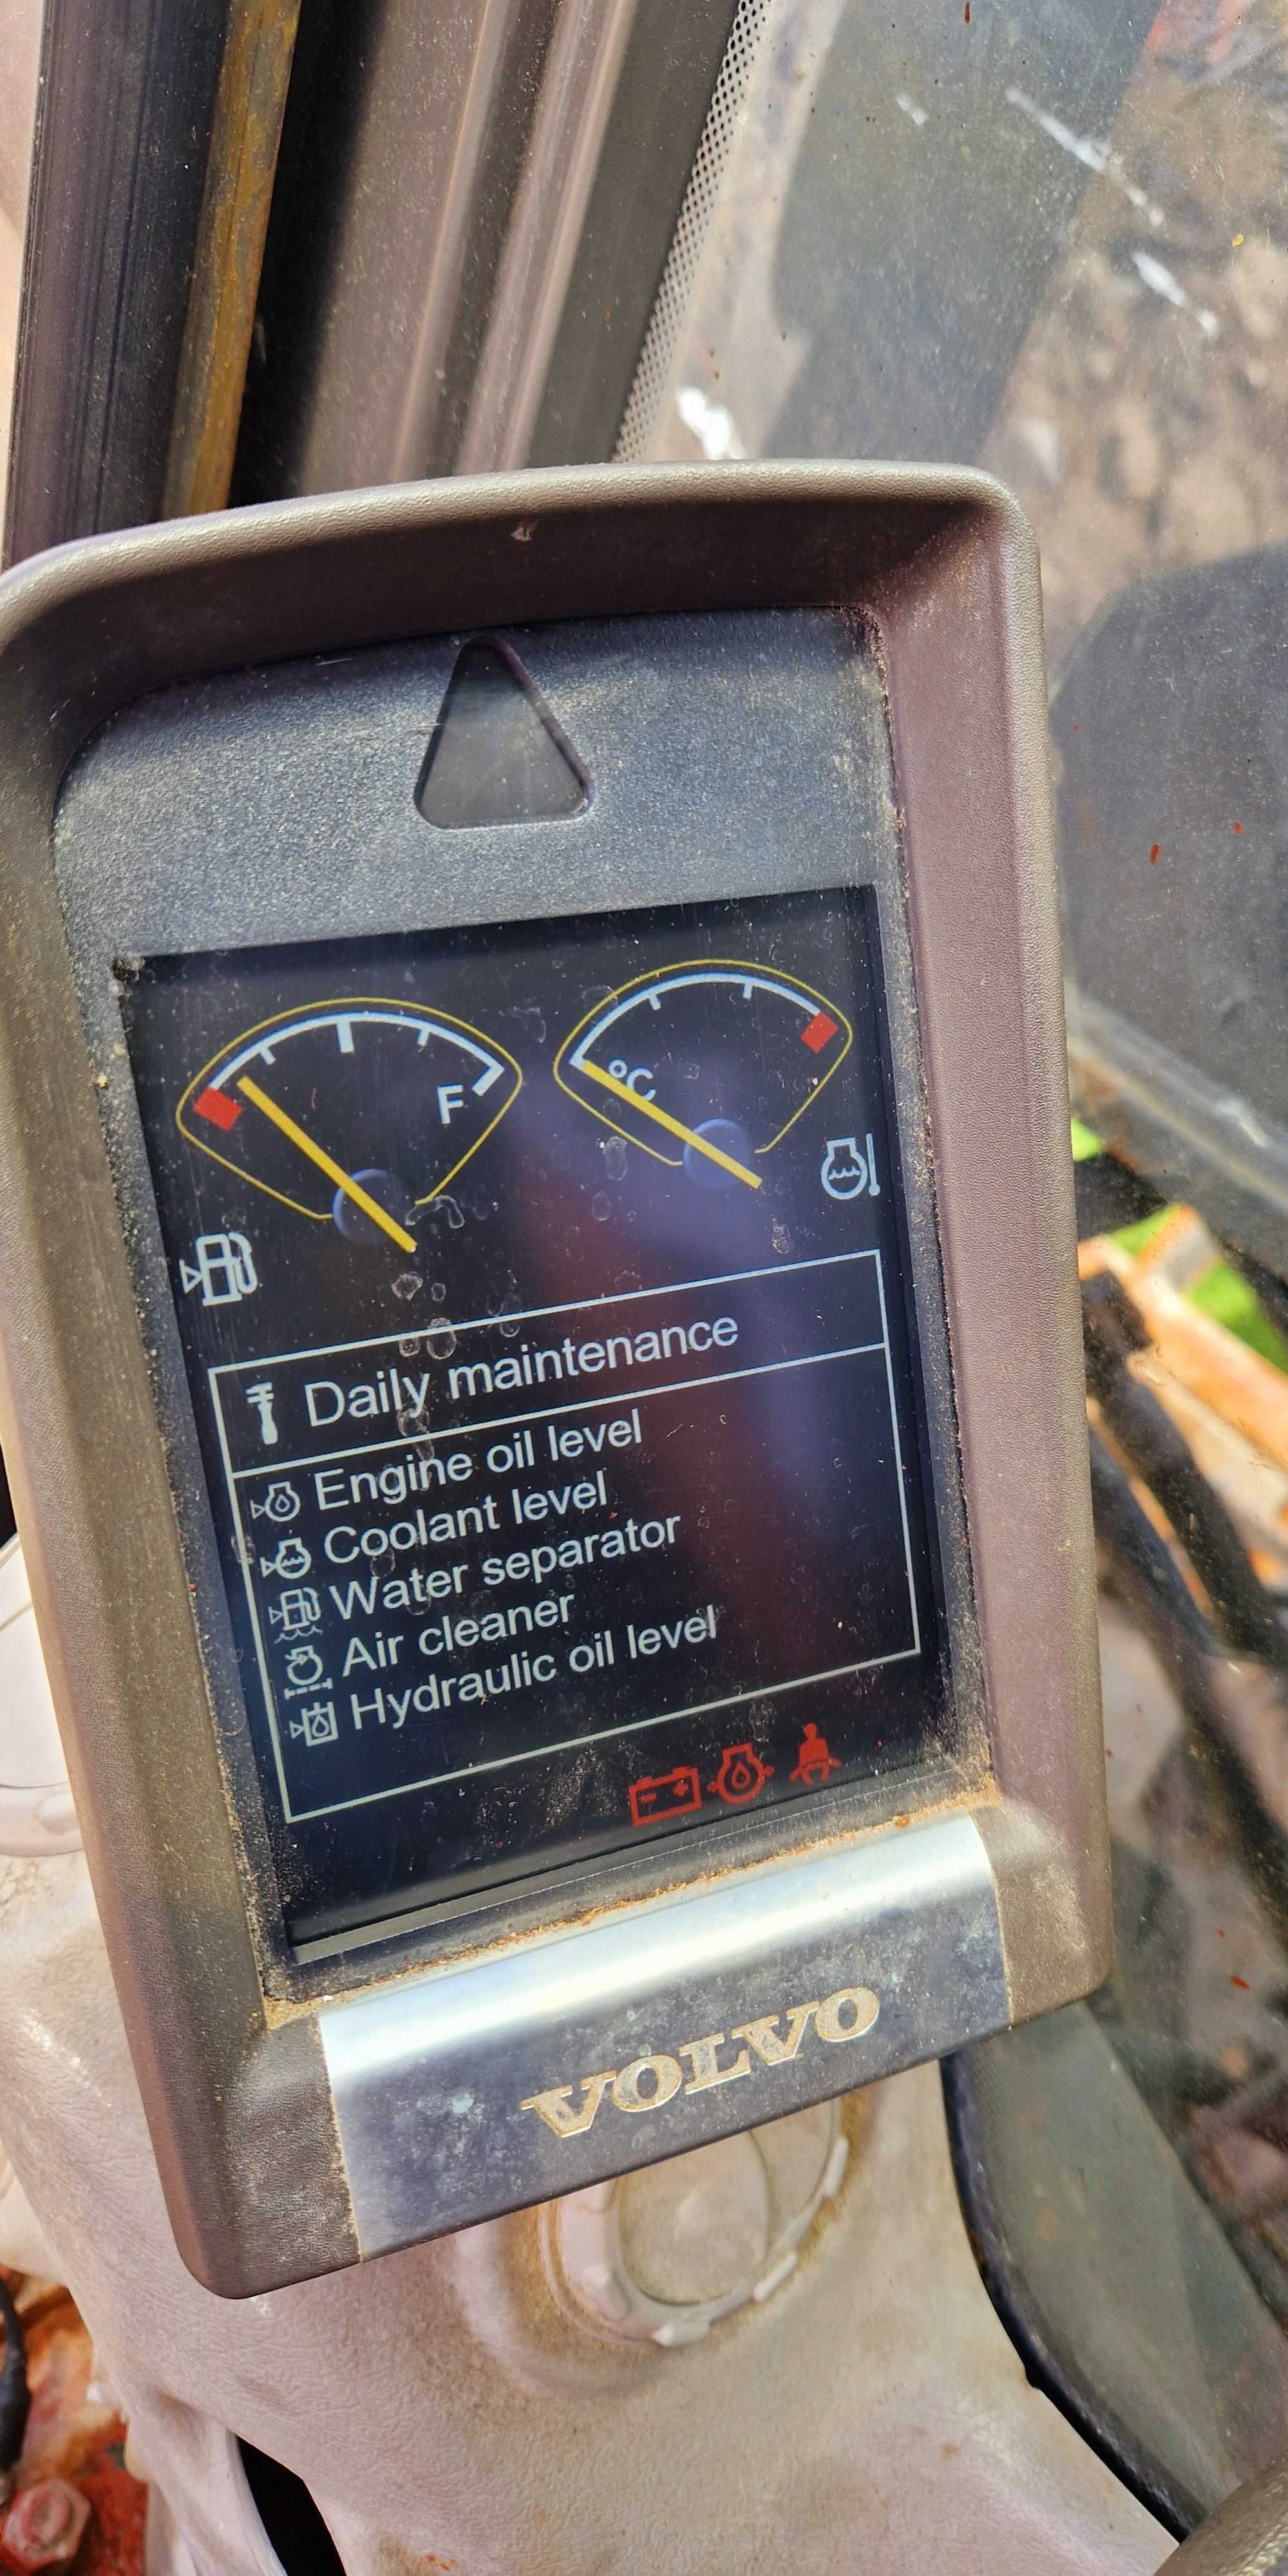 F
°C
Daily maintenance
Engine oil level
Coolant level
Water separator
Air cleaner
Hydraulic oil level
VOLVO